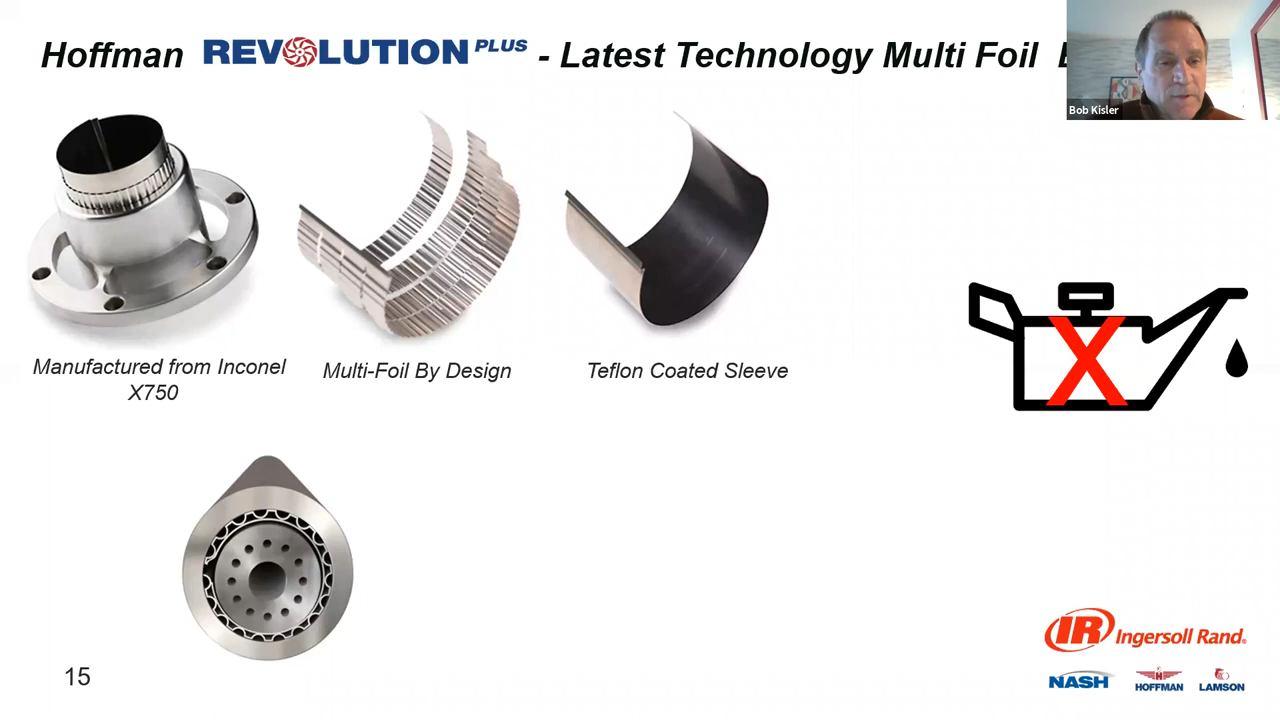 Hoffman REVOLUTION PLUS - Latest Technology Multi Foil
Bob Kisler
Manufactured from Inconel
X750
Multi-Foil By Design
Teflon Coated Sleeve
IR Ingersoll Rand®
NASH HOFFMAN LAMSON
15